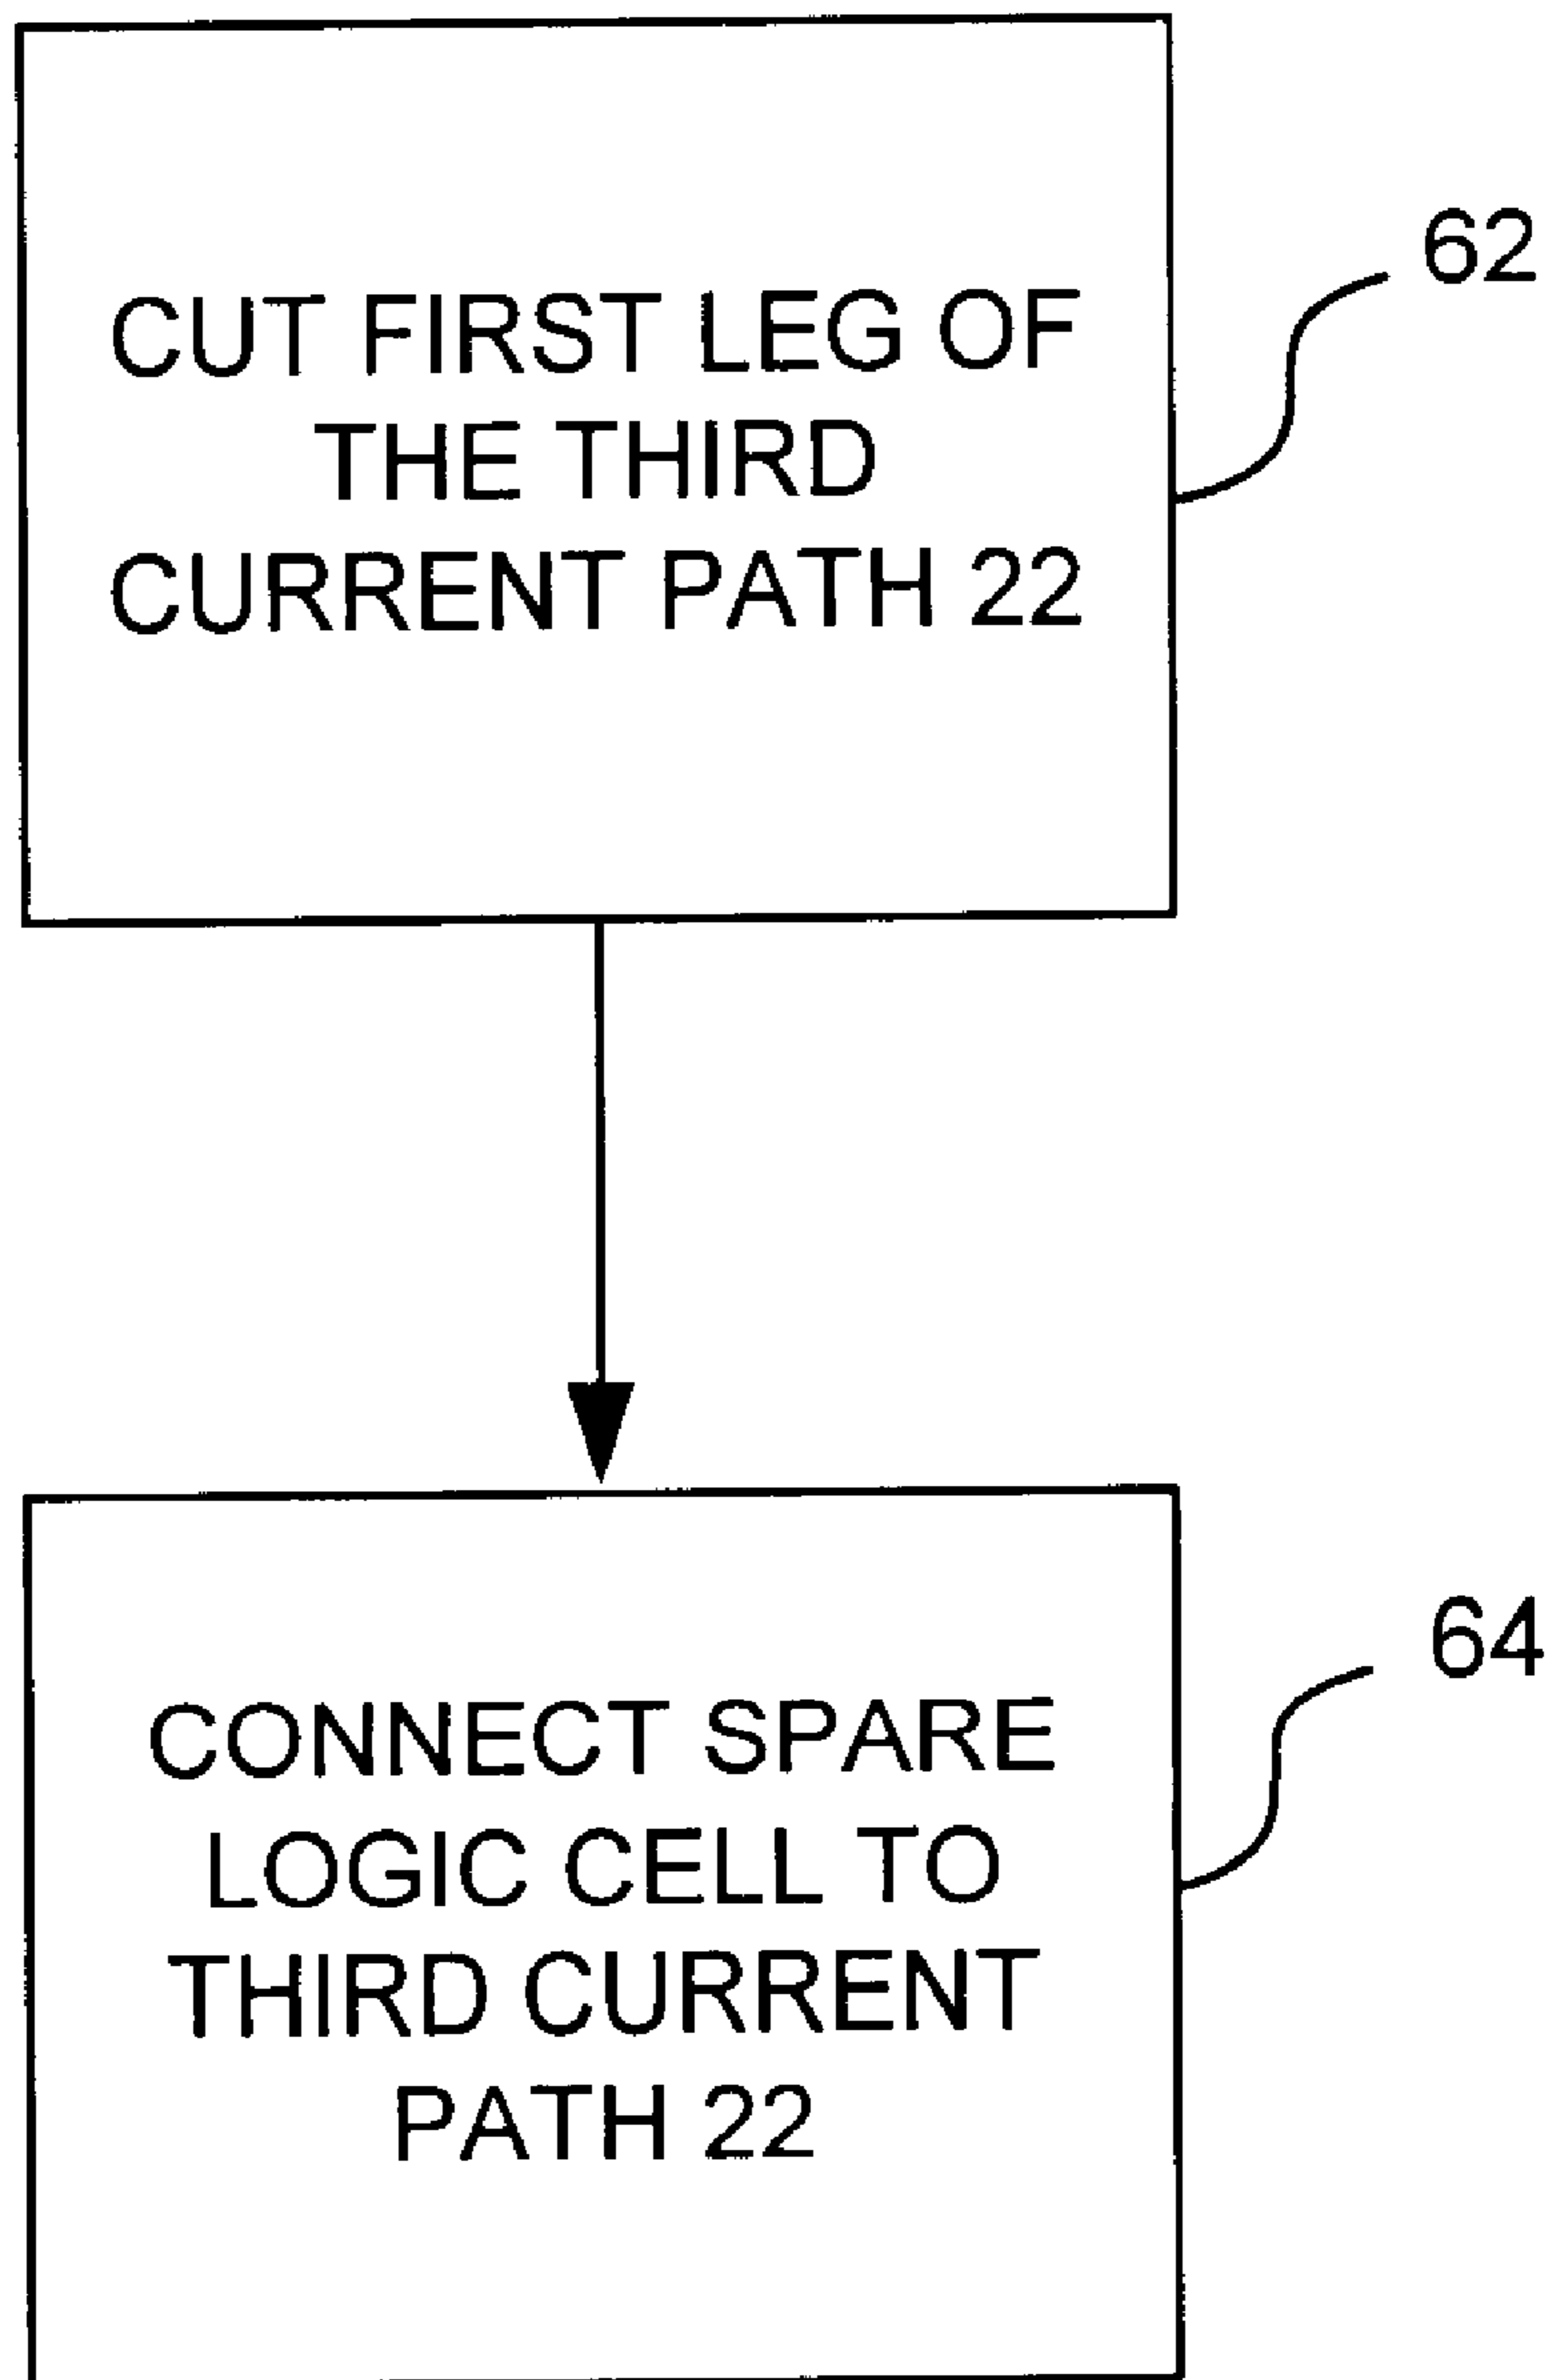 CUT FIRST LEG OF
THE THIRD
CURRENT PATH 22
62
CONNECT SPARE
LOGIC CELL TO
THIRD CURRENT
PATH 22
64